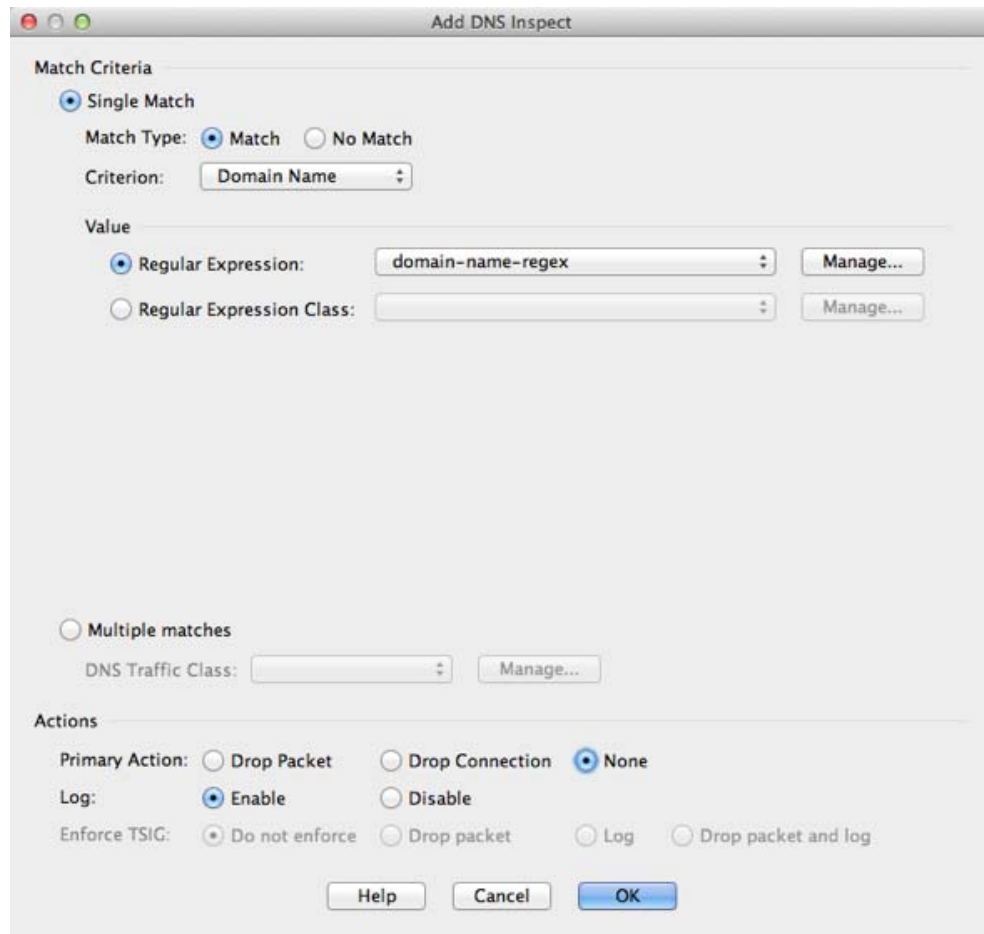 Add DNS Inspect
Match Criteria
Single Match
Match Type: Match No Match
Criterion: Domain Name
Value
Regular Expression: domain-name-regex Manage...
Regular Expression Class: Manage...
Multiple matches
DNS Traffic Class: Manage...
Actions
Primary Action: Drop Packet Drop Connection None
Log: Enable Disable
Enforce TSIG: Do not enforce Drop packet Log Drop packet and log
Help Cancel OK